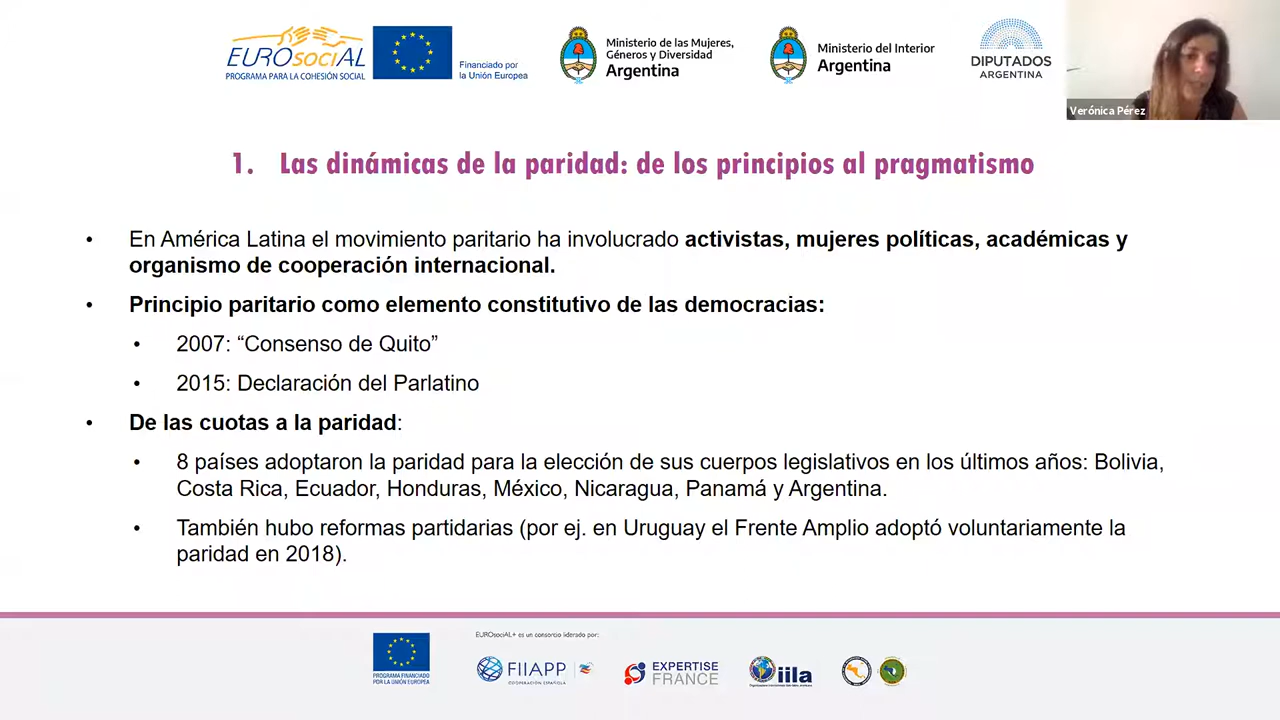 EUROsociAL
PROGRAMA PARA LA COHESIÓN SOCIAL
Financiado por
la Unión Europea
Ministerio de las Mujeres,
Géneros y Diversidad
Argentina
Ministerio del Interior
Argentina
DIPUTADOS
ARGENTINA
Verónica Pérez
1. Las dinámicas de la paridad: de los principios al pragmatismo
• En América Latina el movimiento paritario ha involucrado activistas, mujeres políticas, académicas y
organismo de cooperación internacional.
• Principio paritario como elemento constitutivo de las democracias:
• 2007: “Consenso de Quito”
• 2015: Declaración del Parlatino
• De las cuotas a la paridad:
• 8 países adoptaron la paridad para la elección de sus cuerpos legislativos en los últimos años: Bolivia,
Costa Rica, Ecuador, Honduras, México, Nicaragua, Panamá y Argentina.
• También hubo reformas partidarias (por ej. en Uruguay el Frente Amplio adoptó voluntariamente la
paridad en 2018).
PROGRAMA FINANCIADO
POR LA UNIÓN EUROPEA
EUROsociAL+ es un consorcio liderado por:
FIIAPP
COOPERACIÓN ESPAÑOLA
EXPERTISE
FRANCE
iila